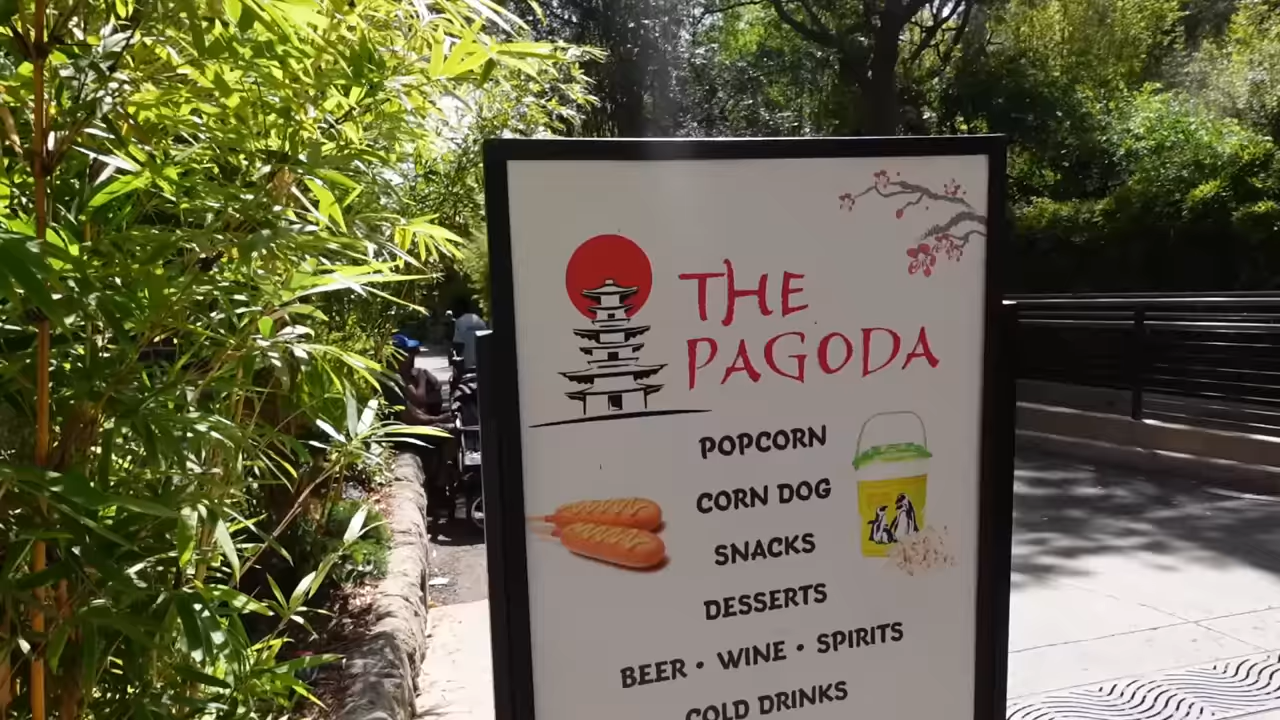 THE
PAGODA
POPCORN
CORN DOG
SNACKS
DESSERTS
BEER • WINE • SPIRITS
COLD DRINKS